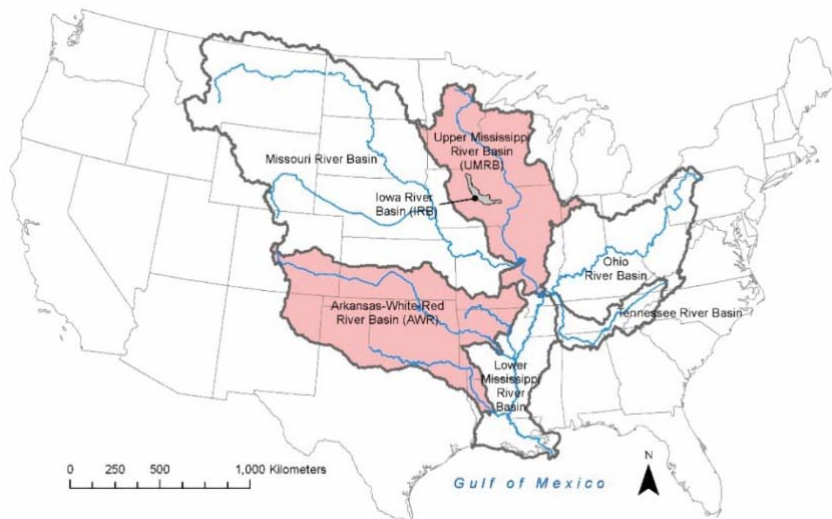 Upper Mississippi
River Basin
(UMRB)
Missouri River Basin
Iowa River
Basin (IRB)
Ohio
River Basin
Arkansas-White-Red
River Basin (AWR)
Tennessee River Basin
Lower
Mississippi
River
Basin
0 250 500 1,000 Kilometers
Gulf of Mexico
N